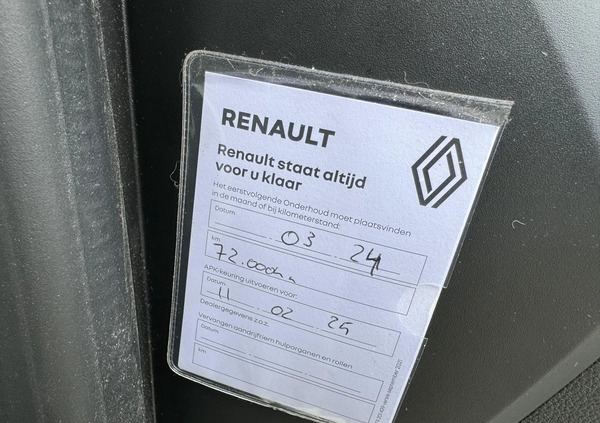 RENAULT
Renault staat altijd
voor u klaar
Het eerstvolgende Onderhoud moet plaatsvinden
in de maand of bij kilometerstand:
Datum
03 24
km
72.000km
APK-keuring uitvoeren voor:
Datum
11 02 25
Dealergegevens z.o.z.
Vervangen aandrijfriem hulporganen en rollen
Datum
km